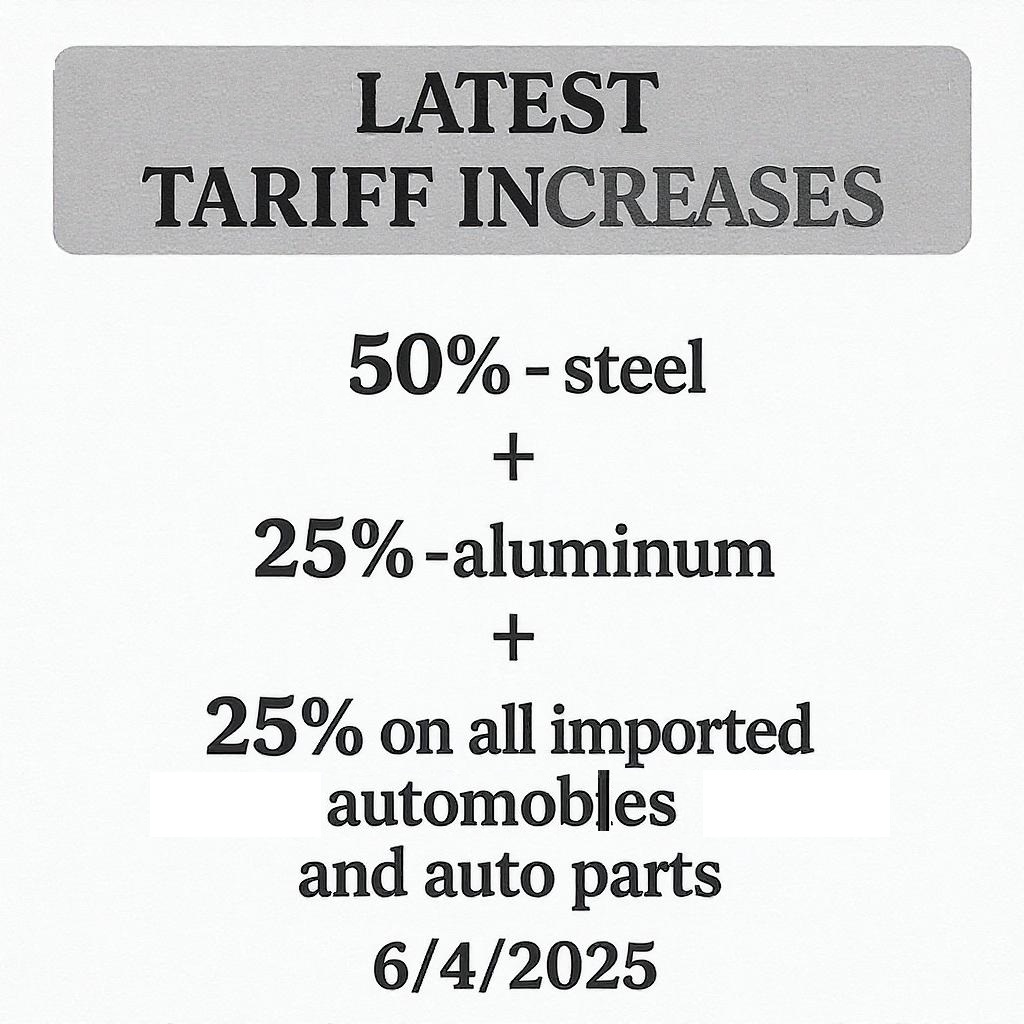 LATEST
TARIFF INCREASES
50% - steel
+
25% - aluminum
+
25% on all imported
automobles
and auto parts
6/4/2025